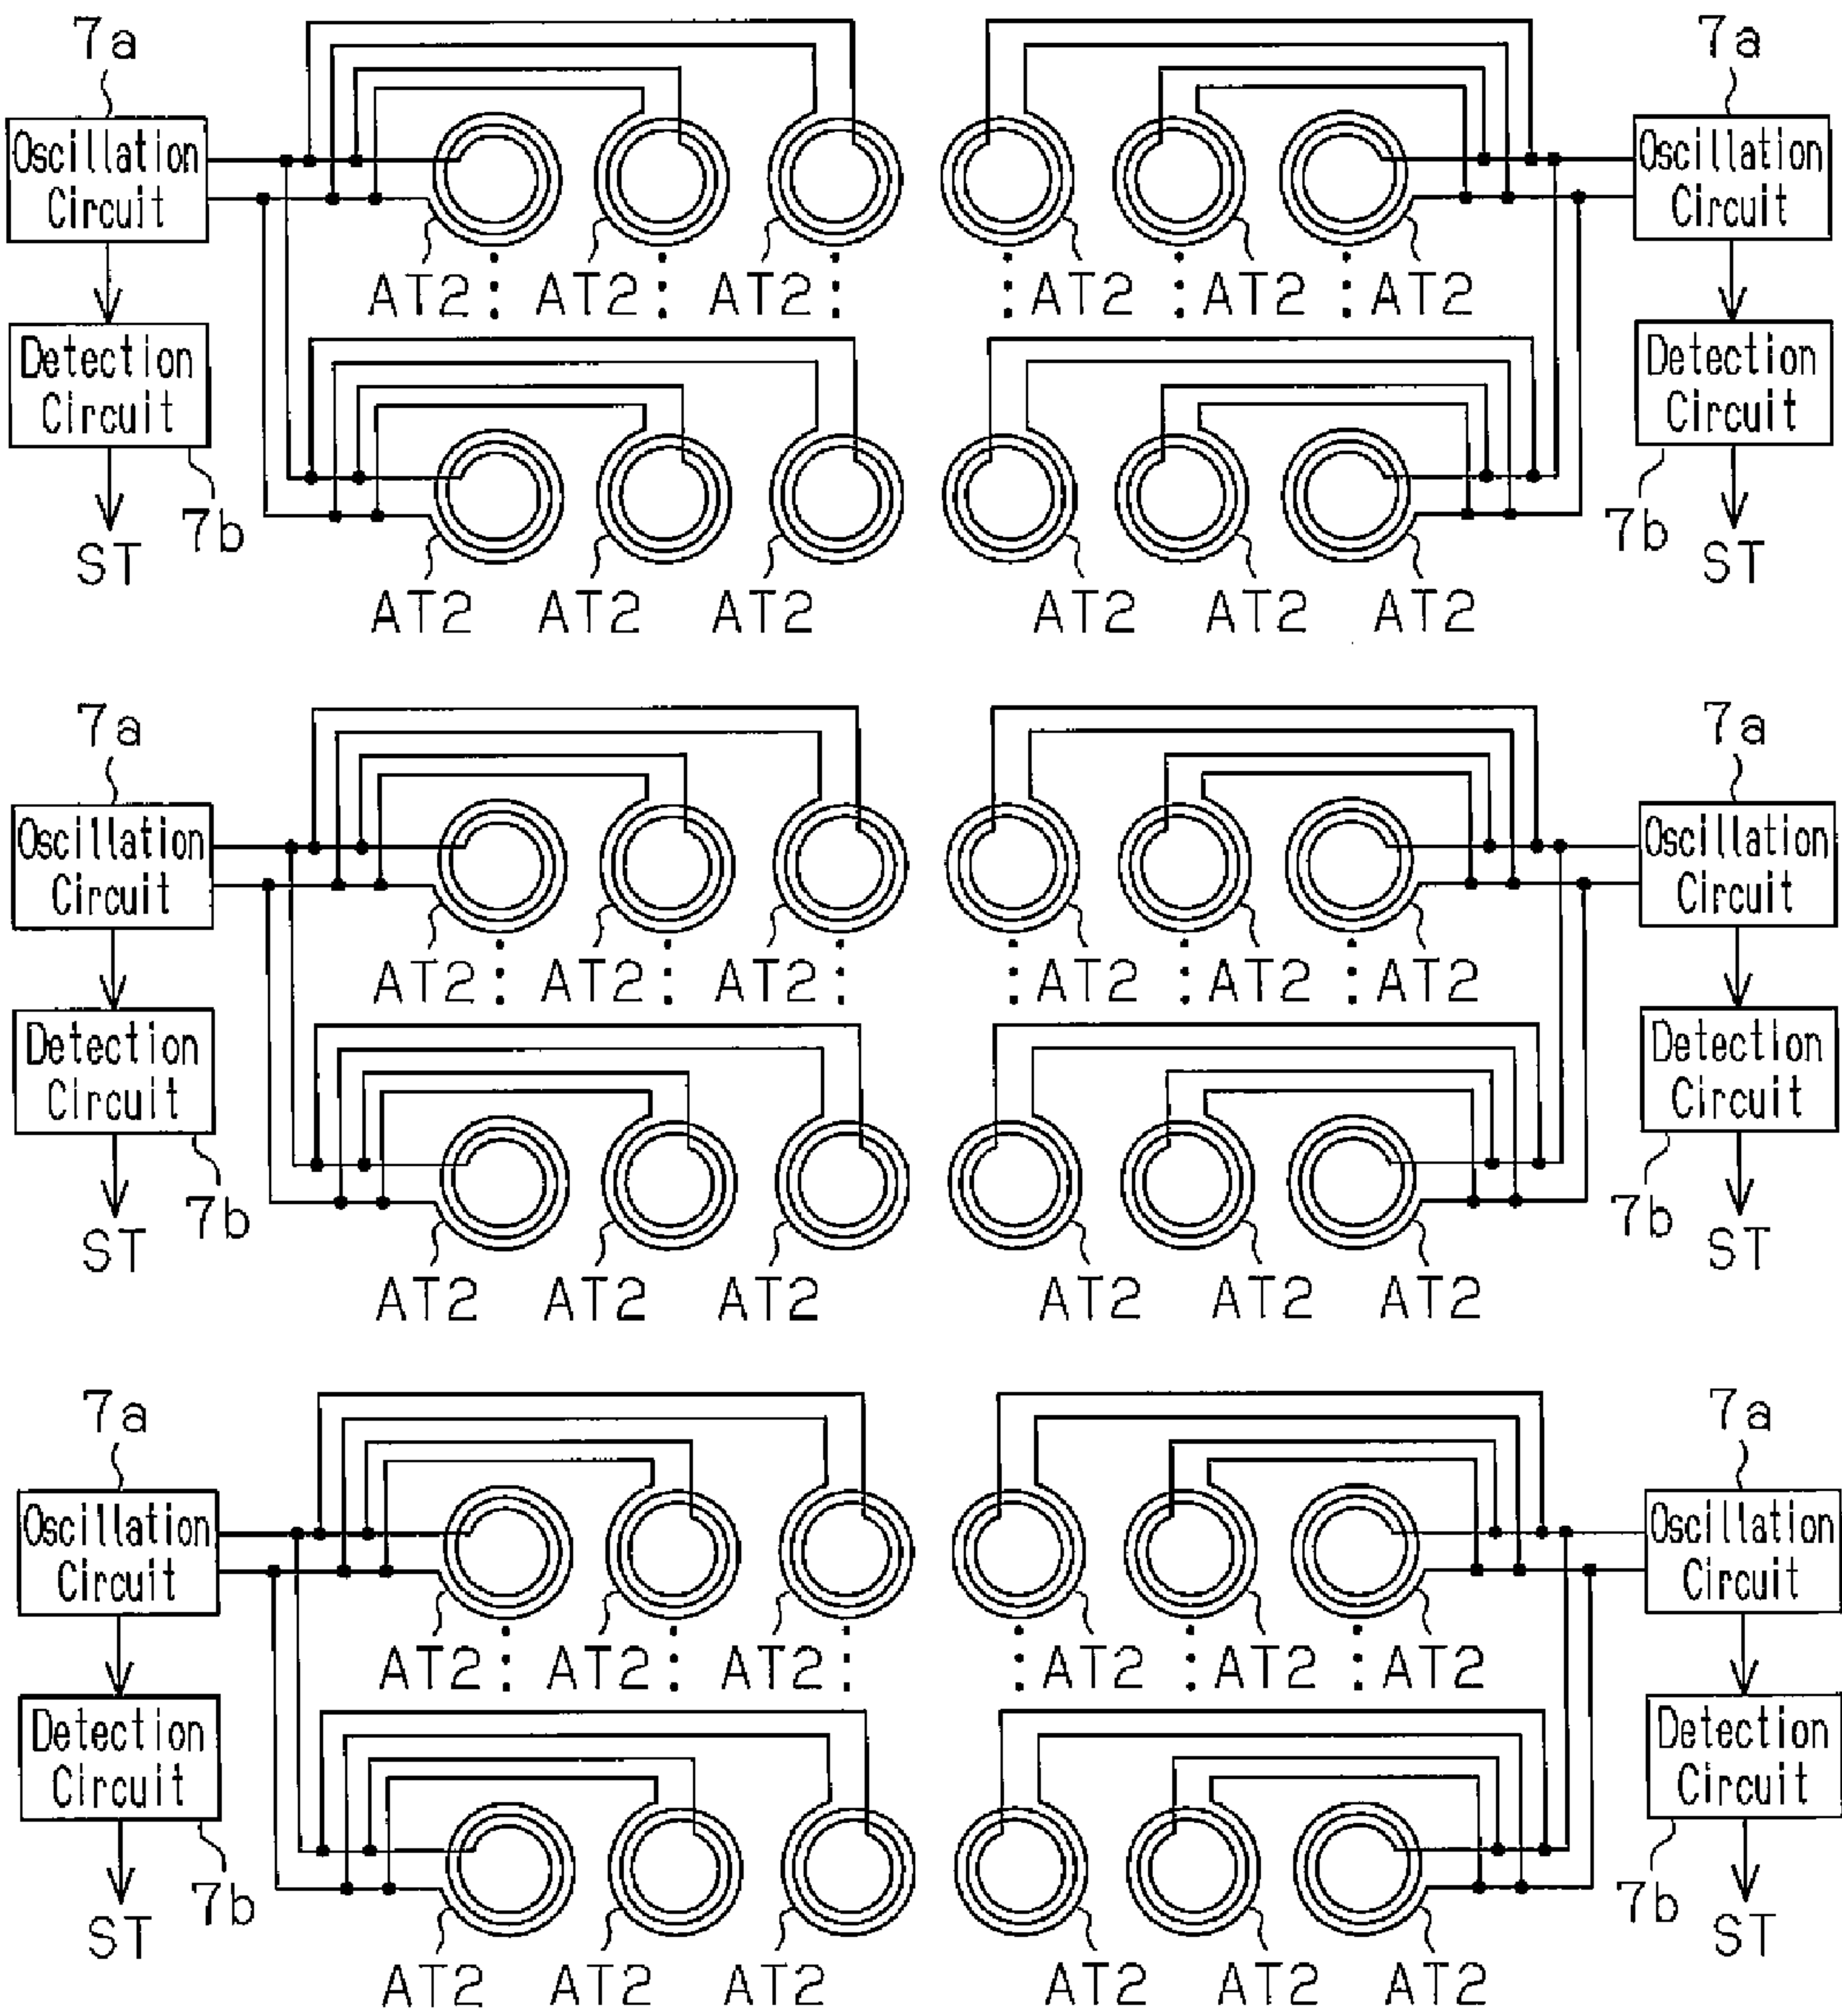 7a 7a
Oscillation Circuit Oscillation Circuit
AT2 AT2 AT2 AT2 AT2 AT2
Detection Circuit Detection Circuit
7b 7b
ST ST
AT2 AT2 AT2 AT2 AT2 AT2
7a 7a
Oscillation Circuit Oscillation Circuit
AT2 AT2 AT2 AT2 AT2 AT2
Detection Circuit Detection Circuit
7b 7b
ST ST
AT2 AT2 AT2 AT2 AT2 AT2
7a 7a
Oscillation Circuit Oscillation Circuit
AT2 AT2 AT2 AT2 AT2 AT2
Detection Circuit Detection Circuit
7b 7b
ST ST
AT2 AT2 AT2 AT2 AT2 AT2